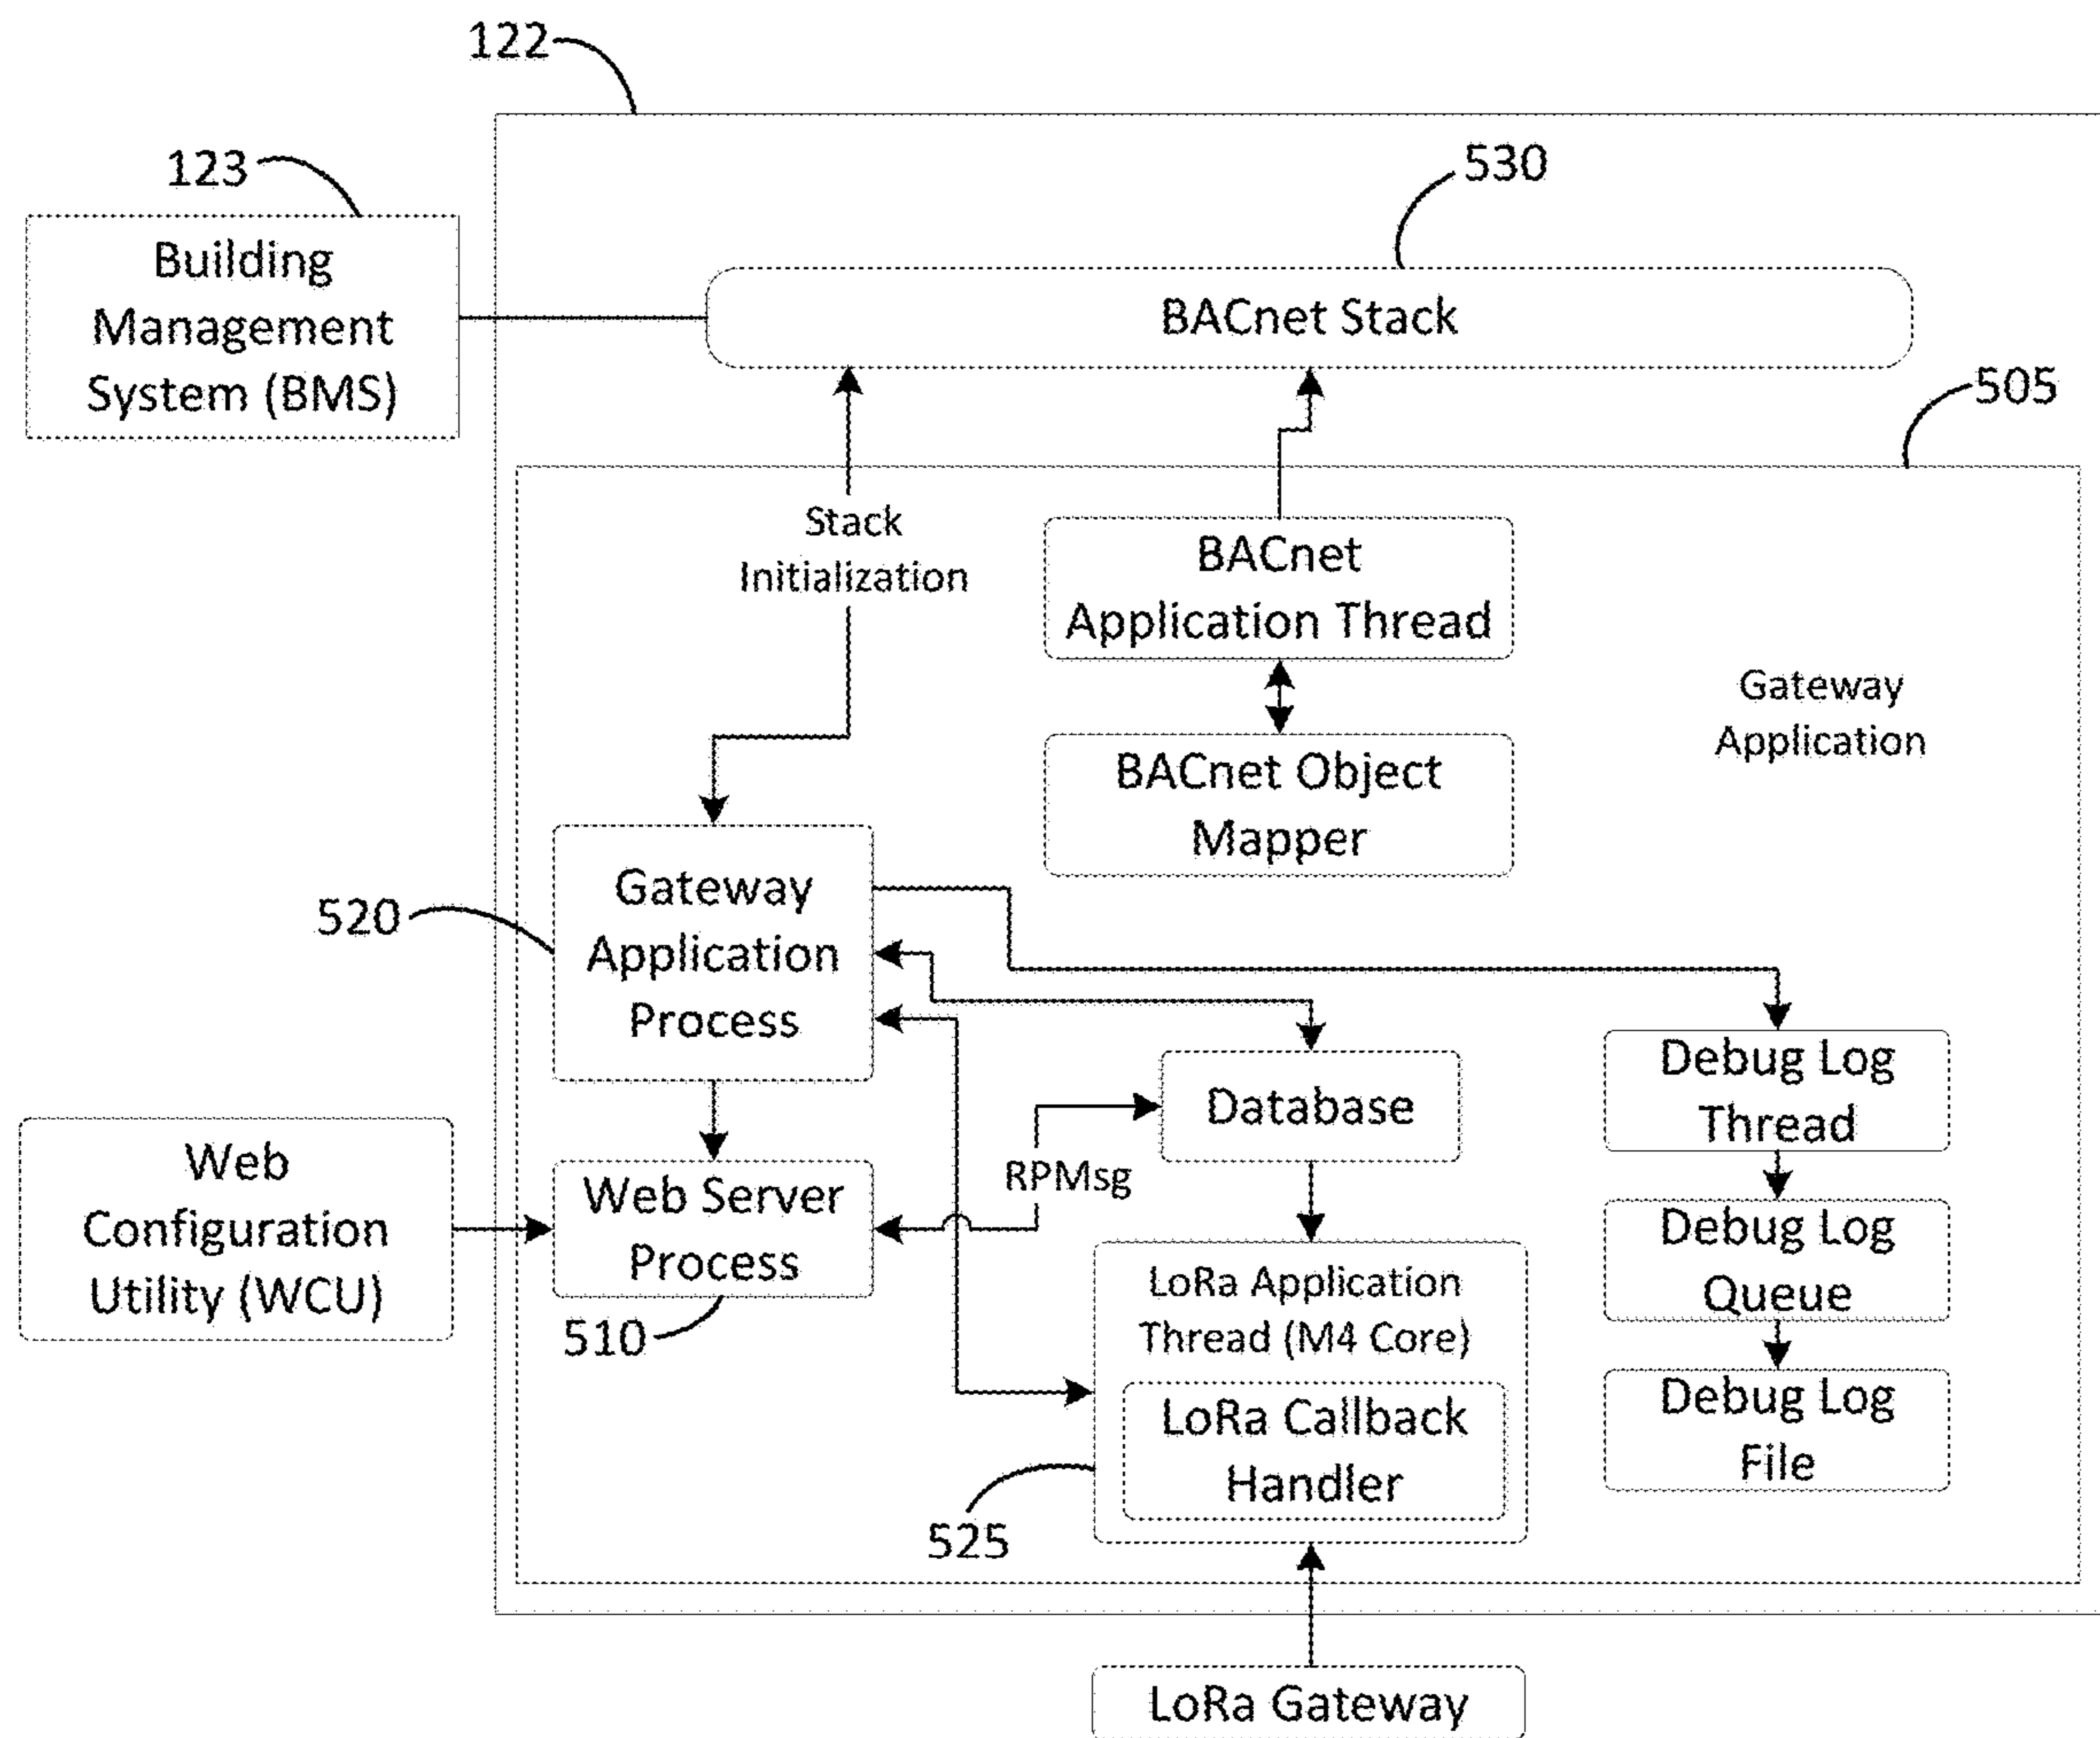 122
123
530
Building
Management
System (BMS)
BACnet Stack
505
Stack
Initialization
BACnet
Application Thread
Gateway
Application
BACnet Object
Mapper
520
Gateway
Application
Process
Database
Debug Log
Thread
Web
Configuration
Utility (WCU)
Web Server
Process
RPMsg
510
Debug Log
Queue
LoRa Application
Thread (M4 Core)
LoRa Callback
Handler
525
Debug Log
File
LoRa Gateway